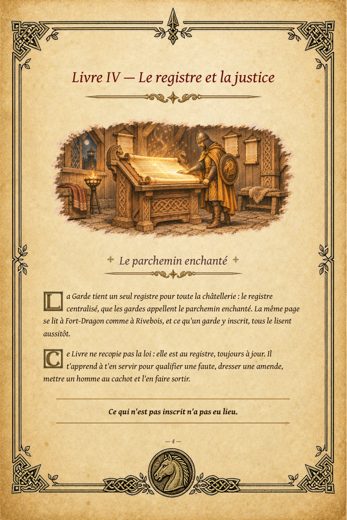 Livre IV — Le registre et la justice
Le parchemin enchanté
La Garde tient un seul registre pour toute la châtellerie : le registre
centralisé, que les gardes appellent le parchemin enchanté. La même page
se lit à Fort-Dragon comme à Rivebois, et ce qu'un garde y inscrit, tous le lisent
aussitôt.
Ce Livre ne recopie pas la loi : elle est au registre, toujours à jour. Il
t'apprend à t'en servir pour qualifier une faute, dresser une amende,
mettre un homme au cachot et l'en faire sortir.
Ce qui n'est pas inscrit n'a pas eu lieu.
— 4 —